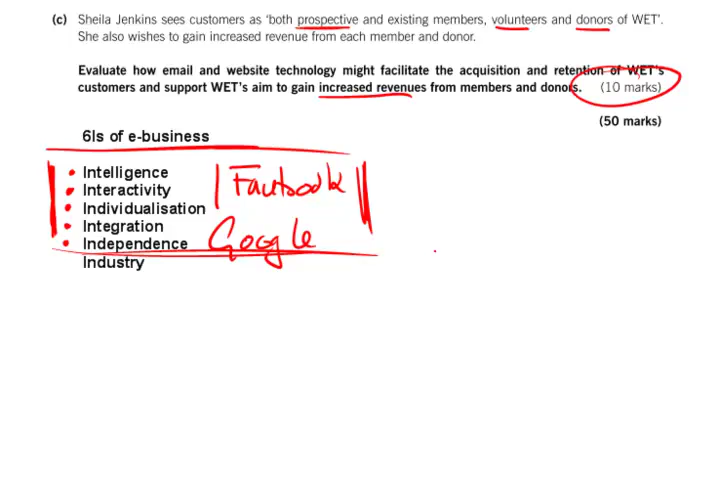 (c) Sheila Jenkins sees customers as 'both prospective and existing members, volunteers and donors of WET'.
She also wishes to gain increased revenue from each member and donor.
Evaluate how email and website technology might facilitate the acquisition and retention of WET's
customers and support WET's aim to gain increased revenues from members and donors. (10 marks)
(50 marks)
6Is of e-business
• Intelligence
• Interactivity
• Individualisation
• Integration
• Independence
Industry
Google